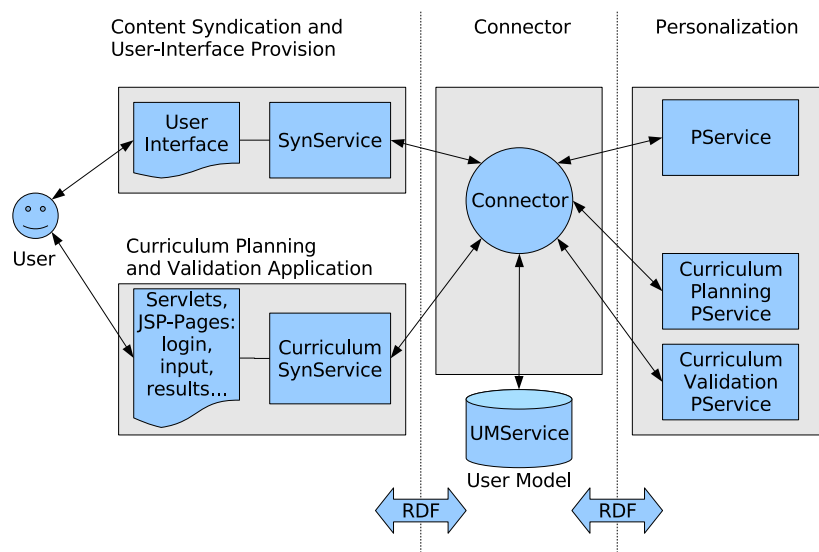 Content Syndication and
User-Interface Provision
Connector
Personalization
User
Interface
SynService
PService
Connector
User
Curriculum Planning
and Validation Application
Servlets,
JSP-Pages:
login,
input,
results...
Curriculum
SynService
Curriculum
Planning
PService
Curriculum
Validation
PService
UMService
User Model
RDF
RDF